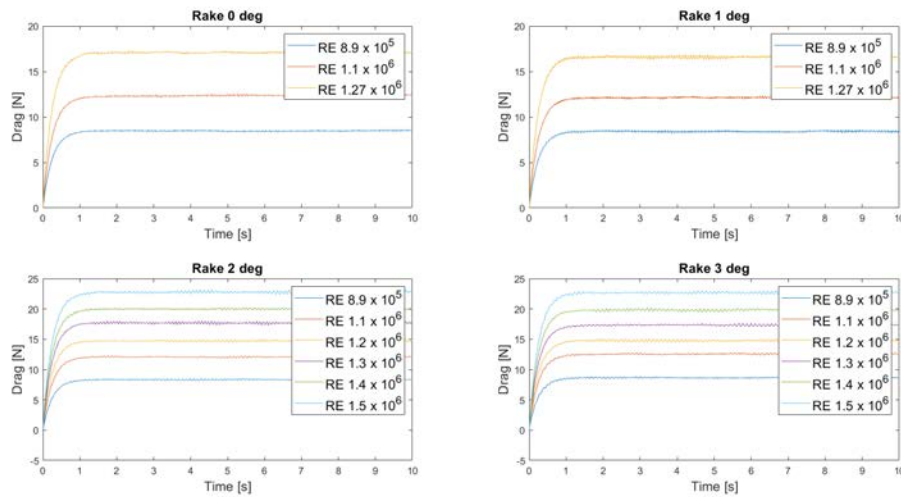 Rake 0 deg
20
15
10
5
0
Drag [N]
RE 8.9 x 10⁵
RE 1.1 x 10⁶
RE 1.27 x 10⁶
0 1 2 3 4 5 6 7 8 9 10
Time [s]
Rake 1 deg
20
15
10
5
0
Drag [N]
RE 8.9 x 10⁵
RE 1.1 x 10⁶
RE 1.27 x 10⁶
0 1 2 3 4 5 6 7 8 9 10
Time [s]
Rake 2 deg
25
20
15
10
5
0
-5
Drag [N]
RE 8.9 x 10⁵
RE 1.1 x 10⁶
RE 1.2 x 10⁶
RE 1.3 x 10⁶
RE 1.4 x 10⁶
RE 1.5 x 10⁶
0 1 2 3 4 5 6 7 8 9 10
Time [s]
Rake 3 deg
25
20
15
10
5
0
-5
Drag [N]
RE 8.9 x 10⁵
RE 1.1 x 10⁶
RE 1.2 x 10⁶
RE 1.3 x 10⁶
RE 1.4 x 10⁶
RE 1.5 x 10⁶
0 1 2 3 4 5 6 7 8 9 10
Time [s]